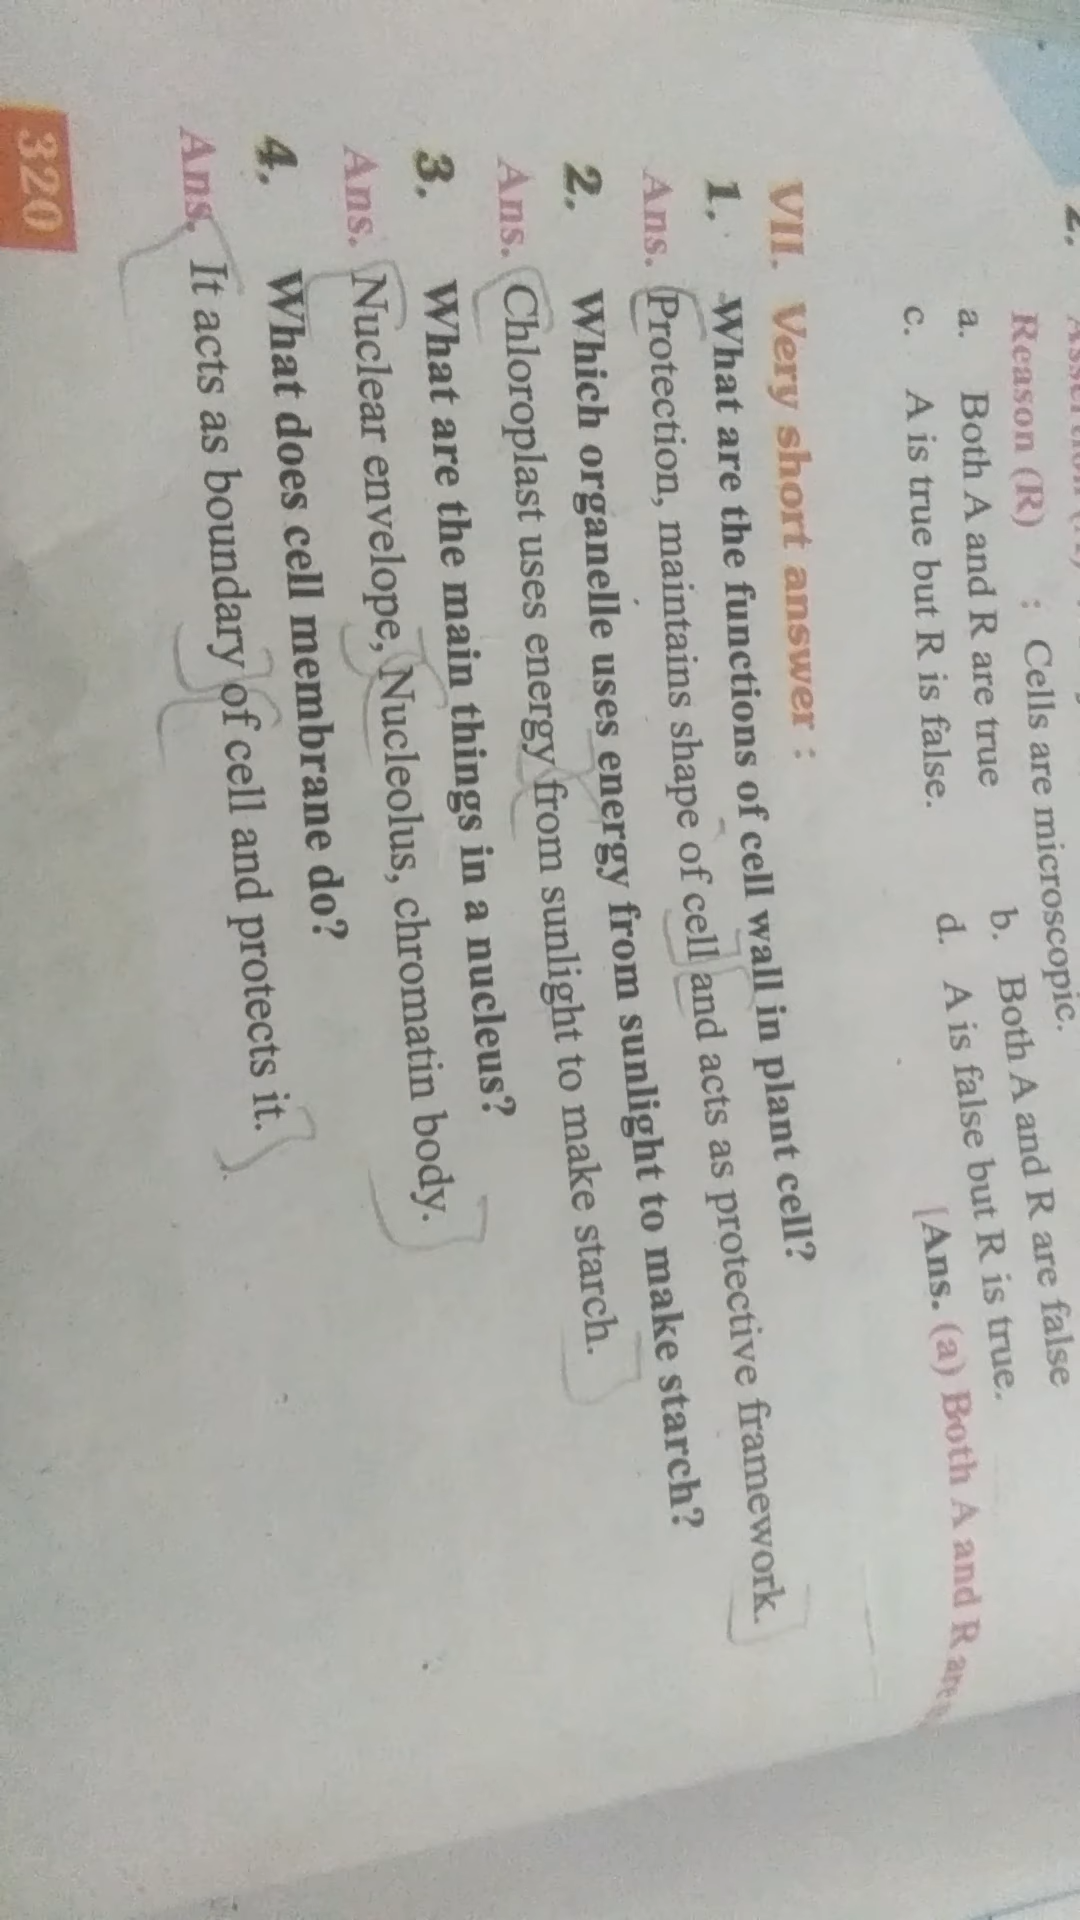 2.
Reason (R) : Cells are microscopic.
a. Both A and R are true b. Both A and R are false
c. A is true but R is false. d. A is false but R is true.
[Ans. (a) Both A and R are
VII. Very short answer :
1. What are the functions of cell wall in plant cell?
Ans. Protection, maintains shape of cell and acts as protective framework.
2. Which organelle uses energy from sunlight to make starch?
Ans. Chloroplast uses energy from sunlight to make starch.
3. What are the main things in a nucleus?
Ans. Nuclear envelope, Nucleolus, chromatin body.
4. What does cell membrane do?
Ans. It acts as boundary of cell and protects it.
320